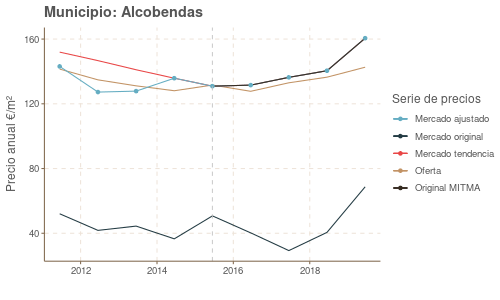 Municipio: Alcobendas
Precio anual €/m²
160
120
80
40
2012
2014
2016
2018
Serie de precios
Mercado ajustado
Mercado original
Mercado tendencia
Oferta
Original MITMA